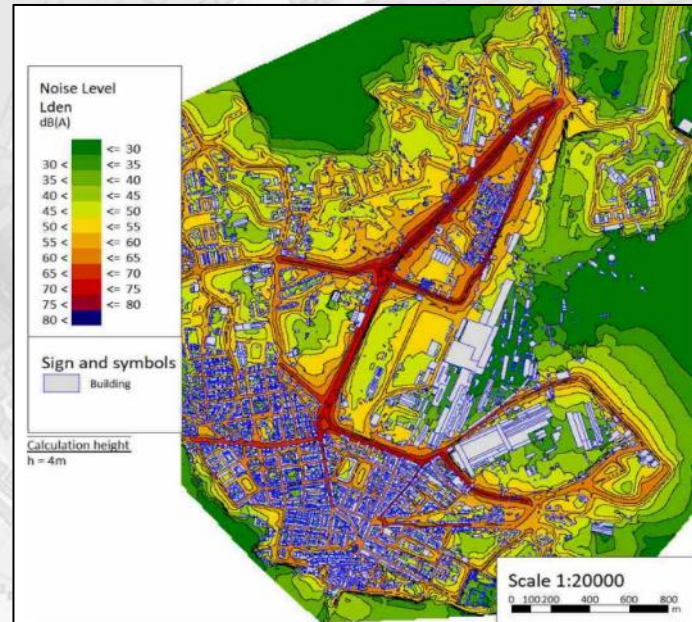 Noise Level
Lden
dB(A)
<= 30
30 < <= 35
35 < <= 40
40 < <= 45
45 < <= 50
50 < <= 55
55 < <= 60
60 < <= 65
65 < <= 70
70 < <= 75
75 < <= 80
80 <
Sign and symbols
Building
Calculation height
h = 4m
Scale 1:20000
0 100 200 400 600 800
m